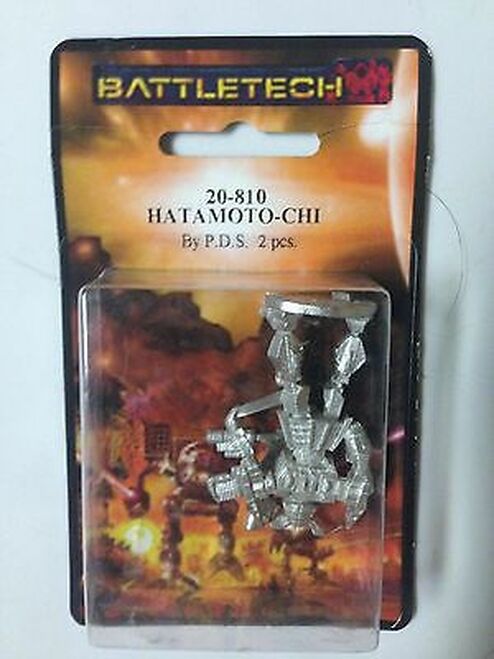 BATTLETECH
20-810
HATAMOTO-CHI
By P.D.S. 2 pcs.